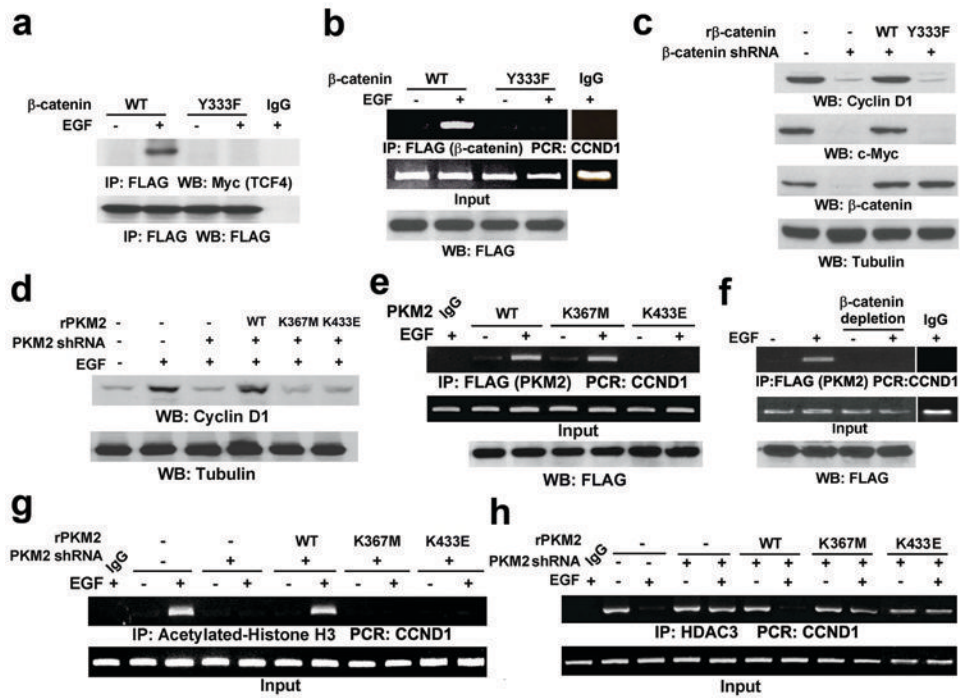 a
β-catenin WT Y333F IgG
EGF - + - + +
IP: FLAG WB: Myc (TCF4)
IP: FLAG WB: FLAG
b
β-catenin WT Y333F IgG
EGF - + - + +
IP: FLAG (β-catenin) PCR: CCND1
Input
WB: FLAG
c
rβ-catenin - - WT Y333F
β-catenin shRNA - + + +
WB: Cyclin D1
WB: c-Myc
WB: β-catenin
WB: Tubulin
d
rPKM2 - - - WT K367M K433E
PKM2 shRNA - - + + + +
EGF - + + + + +
WB: Cyclin D1
WB: Tubulin
e
PKM2 IgG WT K367M K433E
EGF + - + - + - +
IP: FLAG (PKM2) PCR: CCND1
Input
WB: FLAG
f
β-catenin
depletion IgG
EGF - + - + +
IP:FLAG (PKM2) PCR:CCND1
Input
WB: FLAG
g
rPKM2 - - WT K367M K433E
PKM2 shRNA IgG - + + + +
EGF + - + - + - + - + - +
IP: Acetylated-Histone H3 PCR: CCND1
Input
h
rPKM2 - - WT K367M K433E
PKM2 shRNA IgG - - + + + + + + + +
EGF + - + - + - + - + - +
IP: HDAC3 PCR: CCND1
Input